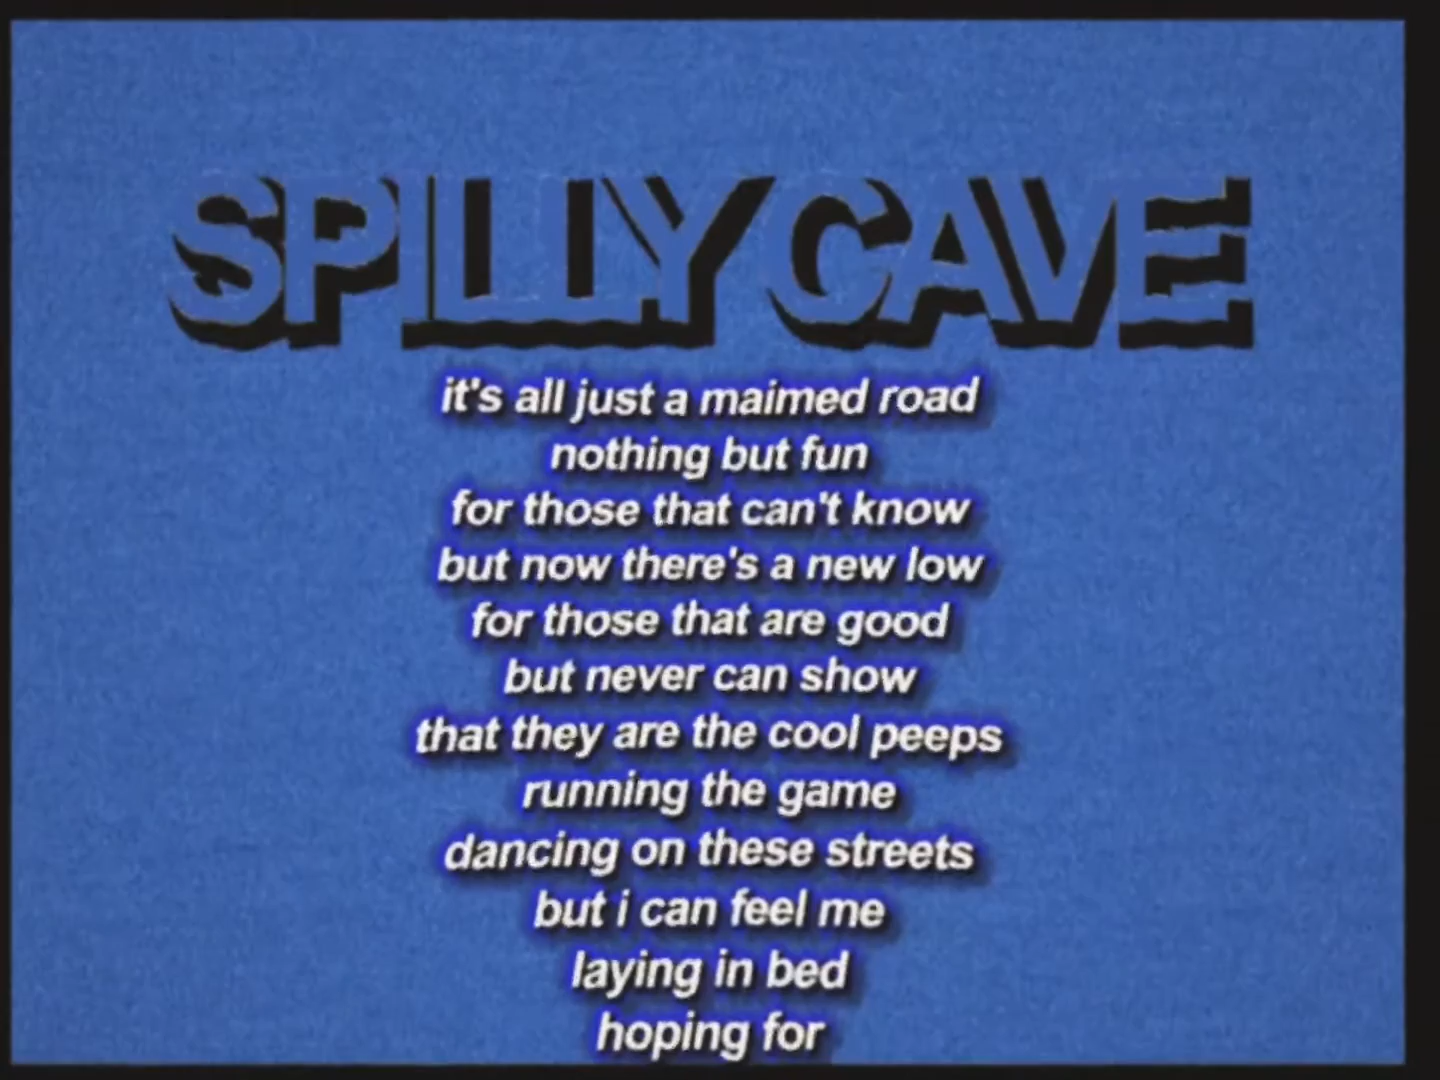 SPILLY CAVE
it's all just a maimed road
nothing but fun
for those that can't know
but now there's a new low
for those that are good
but never can show
that they are the cool peeps
running the game
dancing on these streets
but i can feel me
laying in bed
hoping for